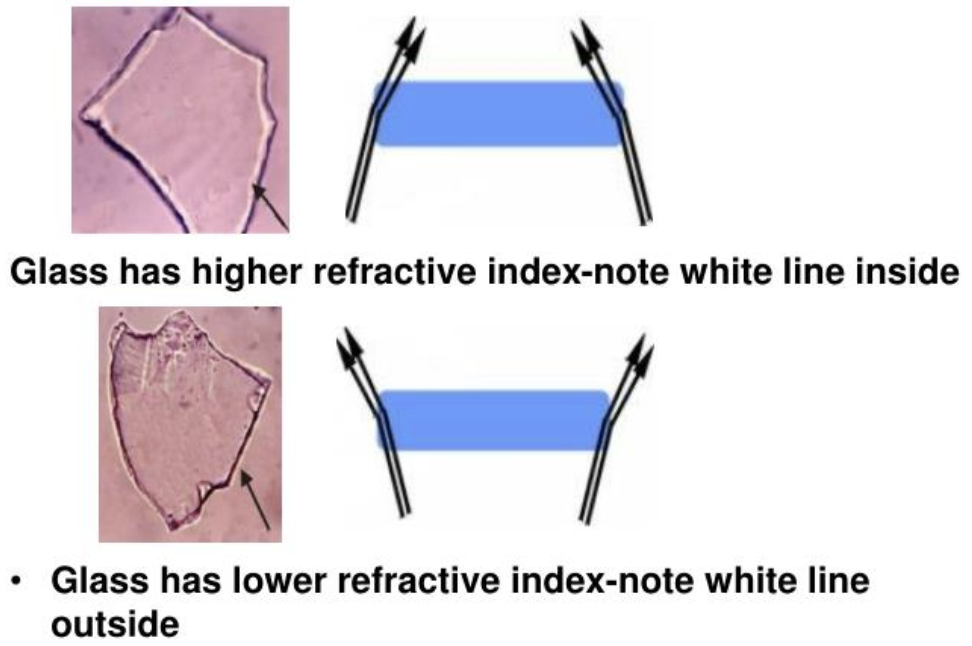 Glass has higher refractive index-note white line inside
• Glass has lower refractive index-note white line
outside